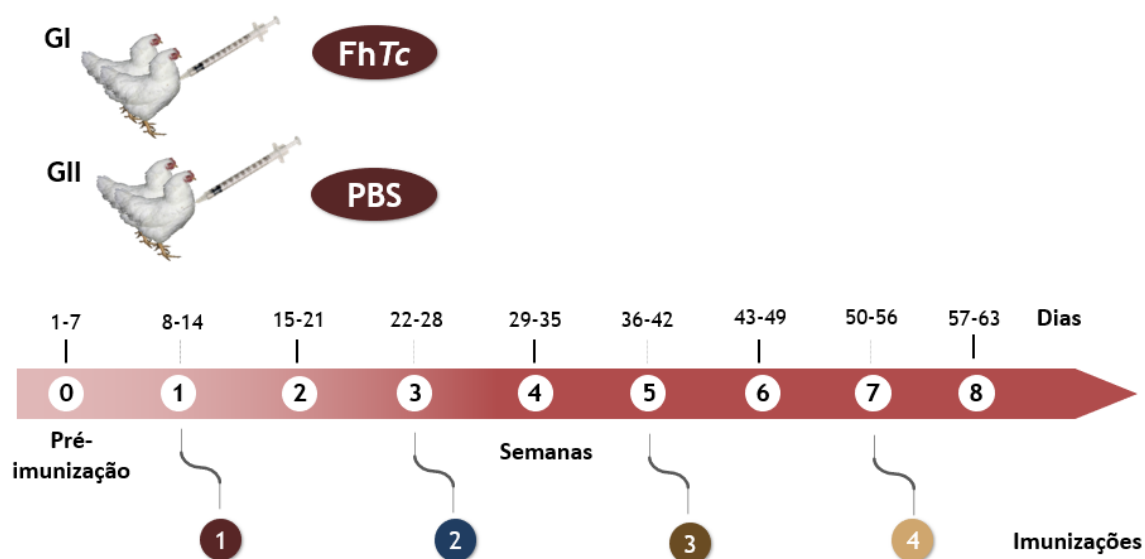 GI
FhTc
GII
PBS
1-7 8-14 15-21 22-28 29-35 36-42 43-49 50-56 57-63 Dias
0 1 2 3 4 5 6 7 8
Pré-
imunização
Semanas
1 2 3 4 Imunizações